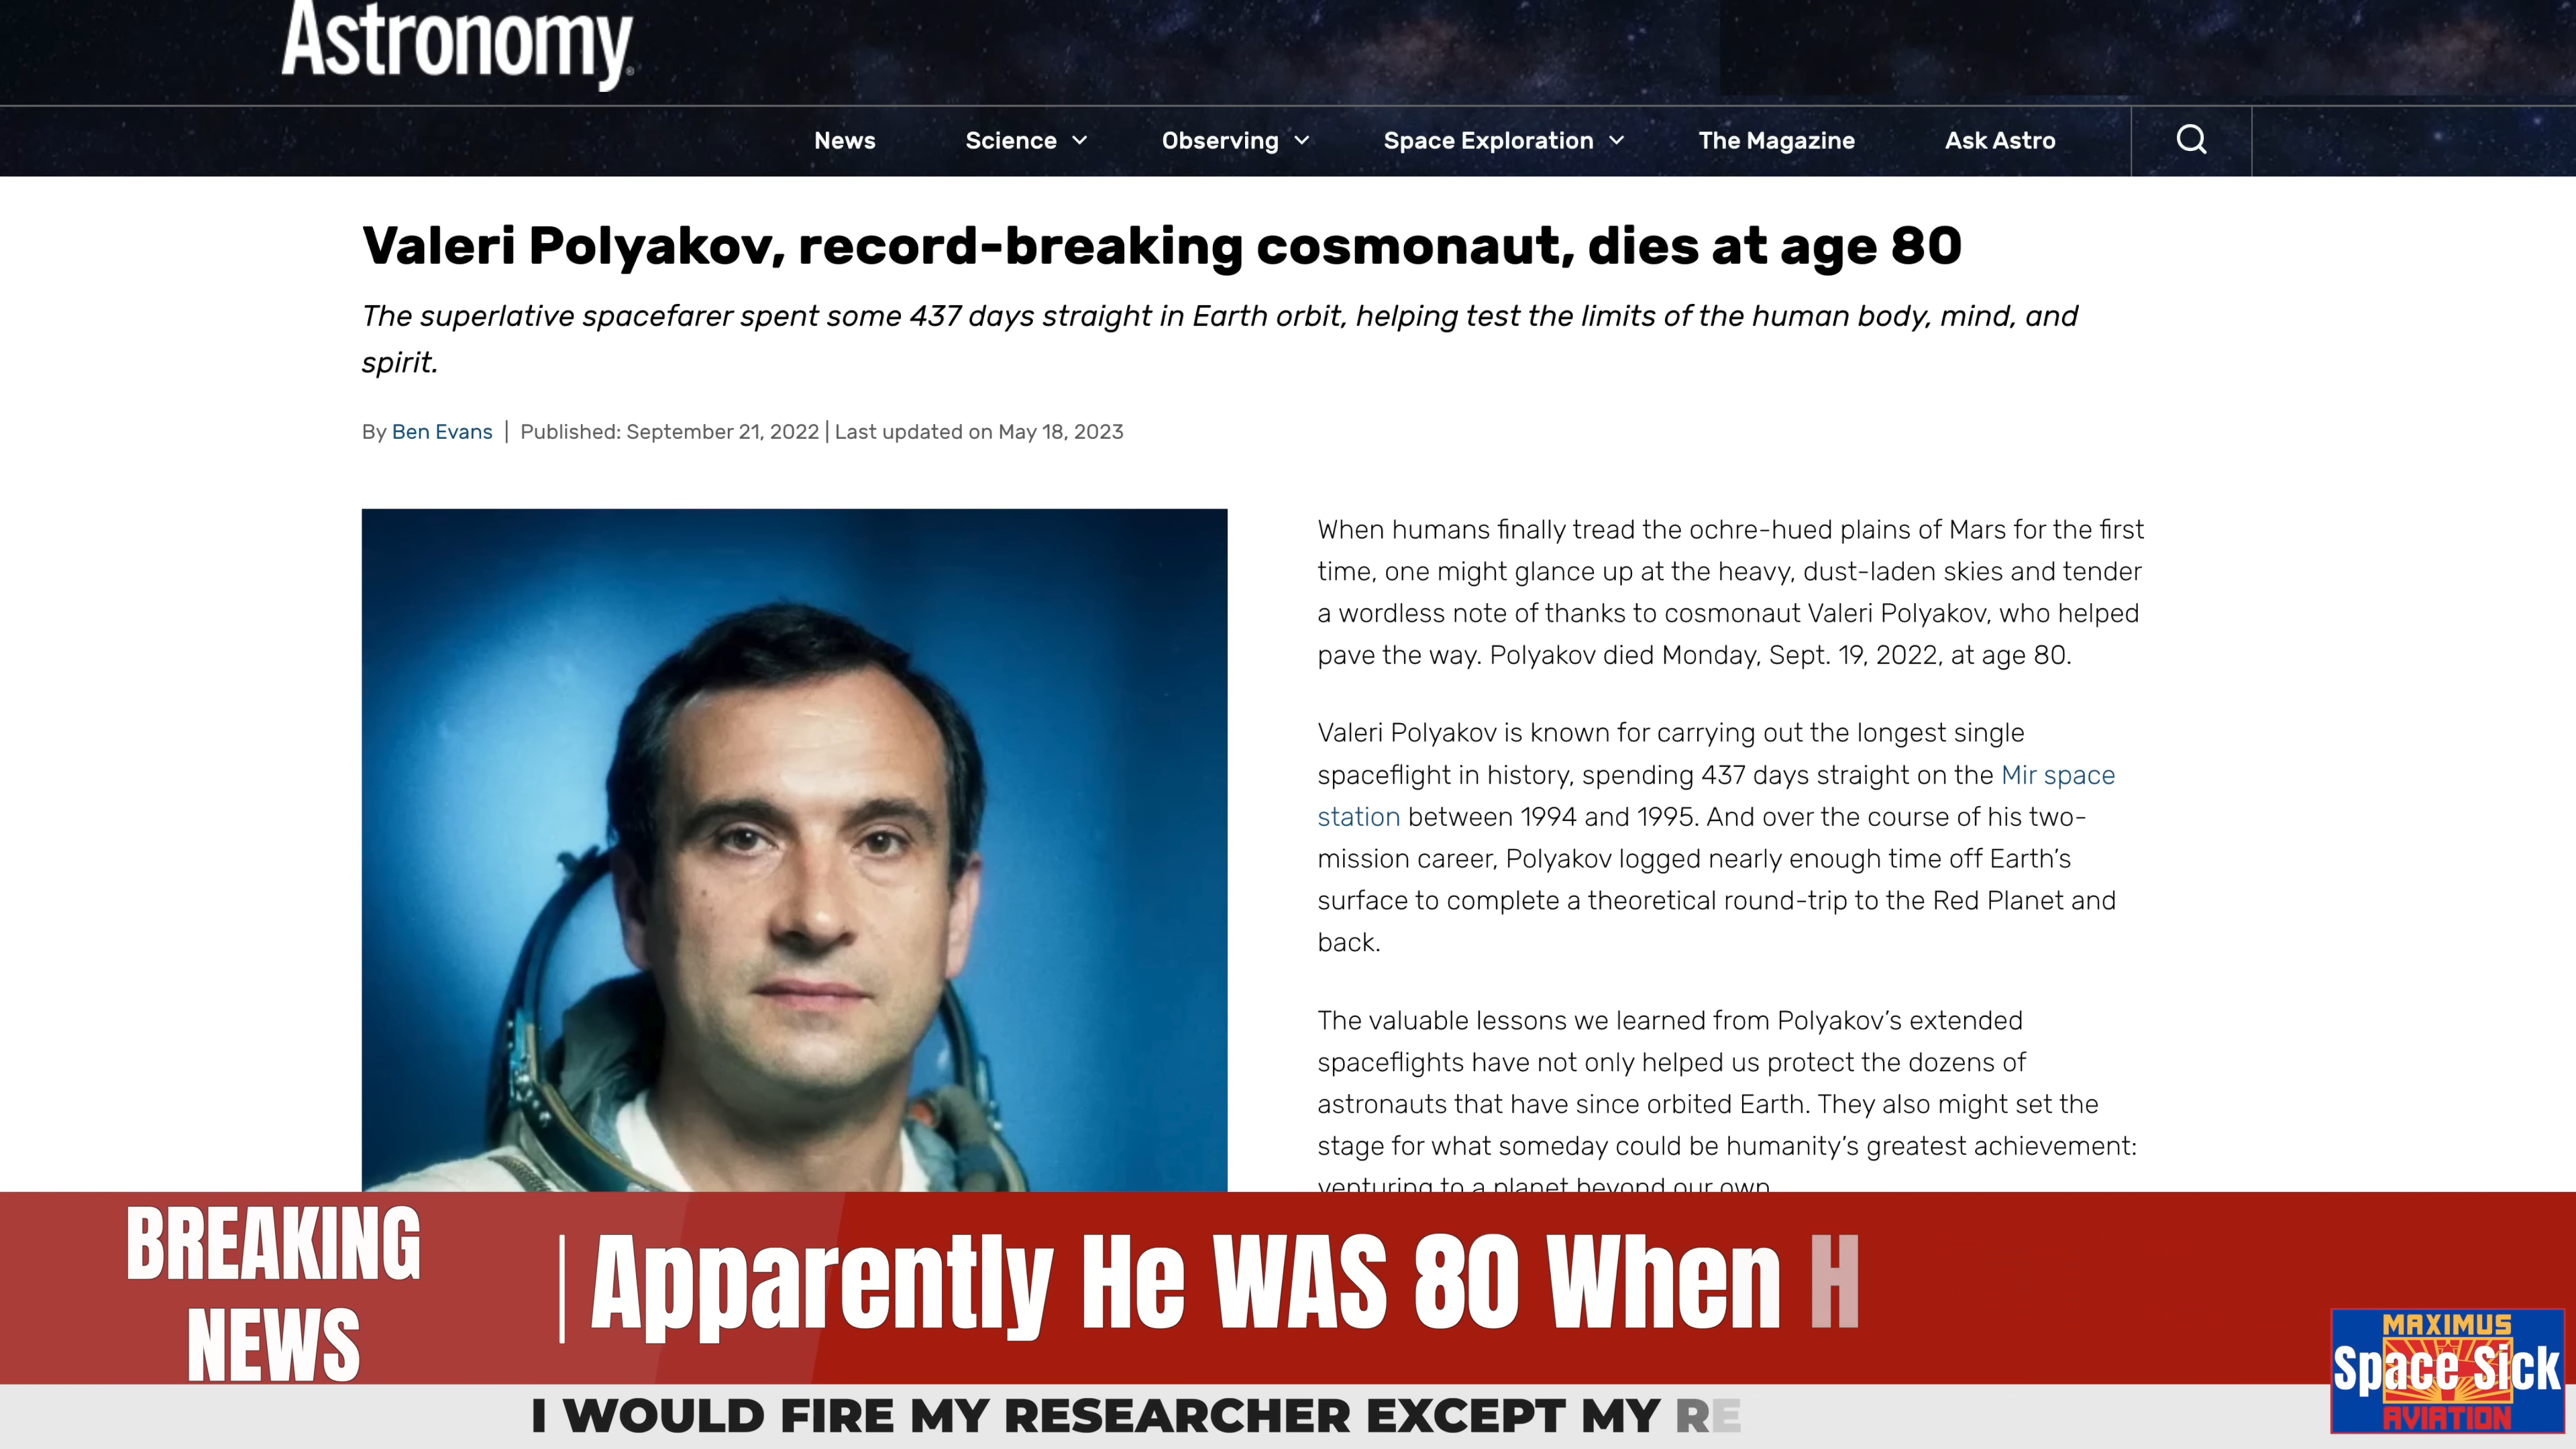 Astronomy
News Science Observing Space Exploration The Magazine Ask Astro
Valeri Polyakov, record-breaking cosmonaut, dies at age 80
The superlative spacefarer spent some 437 days straight in Earth orbit, helping test the limits of the human body, mind, and
spirit.
By Ben Evans | Published: September 21, 2022 | Last updated on May 18, 2023
When humans finally tread the ochre-hued plains of Mars for the first
time, one might glance up at the heavy, dust-laden skies and tender
a wordless note of thanks to cosmonaut Valeri Polyakov, who helped
pave the way. Polyakov died Monday, Sept. 19, 2022, at age 80.
Valeri Polyakov is known for carrying out the longest single
spaceflight in history, spending 437 days straight on the Mir space
station between 1994 and 1995. And over the course of his two-
mission career, Polyakov logged nearly enough time off Earth's
surface to complete a theoretical round-trip to the Red Planet and
back.
The valuable lessons we learned from Polyakov's extended
spaceflights have not only helped us protect the dozens of
astronauts that have since orbited Earth. They also might set the
stage for what someday could be humanity's greatest achievement:
venturing to a planet beyond our own
BREAKING
NEWS
Apparently He WAS 80 When H
I WOULD FIRE MY RESEARCHER EXCEPT MY RE
MAXIMUS
Space Sick
AVIATION